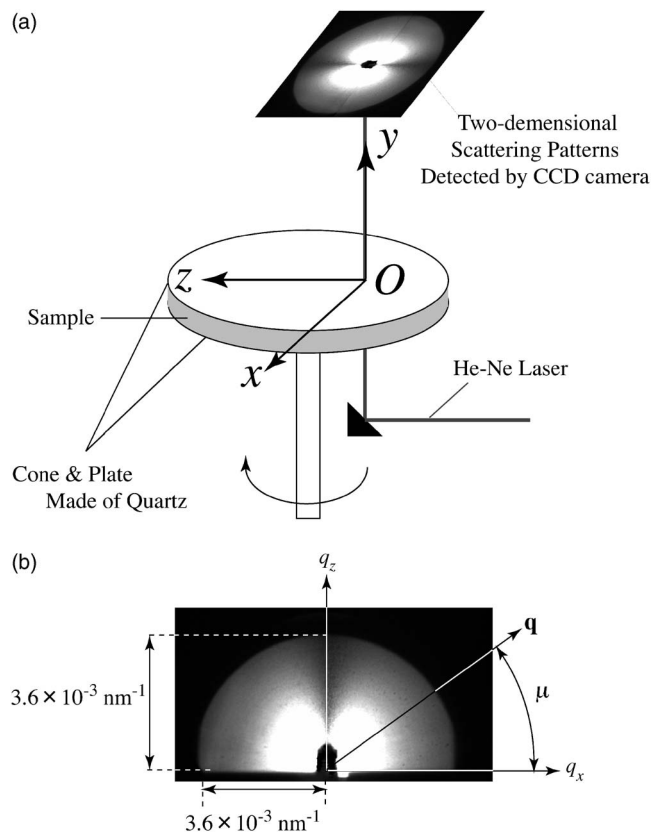 (a)
Two-demensional
Scattering Patterns
Detected by CCD camera
y
z
O
Sample
x
He-Ne Laser
Cone & Plate
Made of Quartz
(b)
q_z
q
3.6 × 10⁻³ nm⁻¹
μ
q_x
3.6 × 10⁻³ nm⁻¹